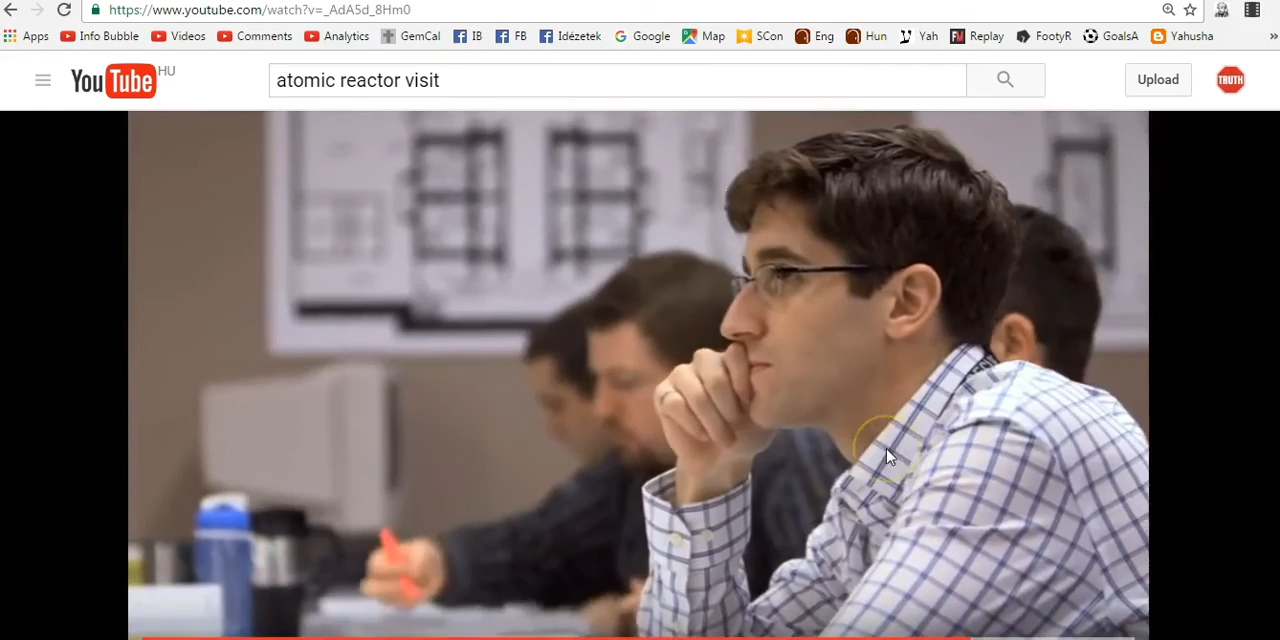 https://www.youtube.com/watch?v=_AdA5d_8Hm0
Apps Info Bubble Videos Comments Analytics GemCal IB FB Idézetek Google Map SCon Eng Hun Yah Replay FootyR GoalsA Yahusha »
YouTube HU atomic reactor visit Upload TRUTH